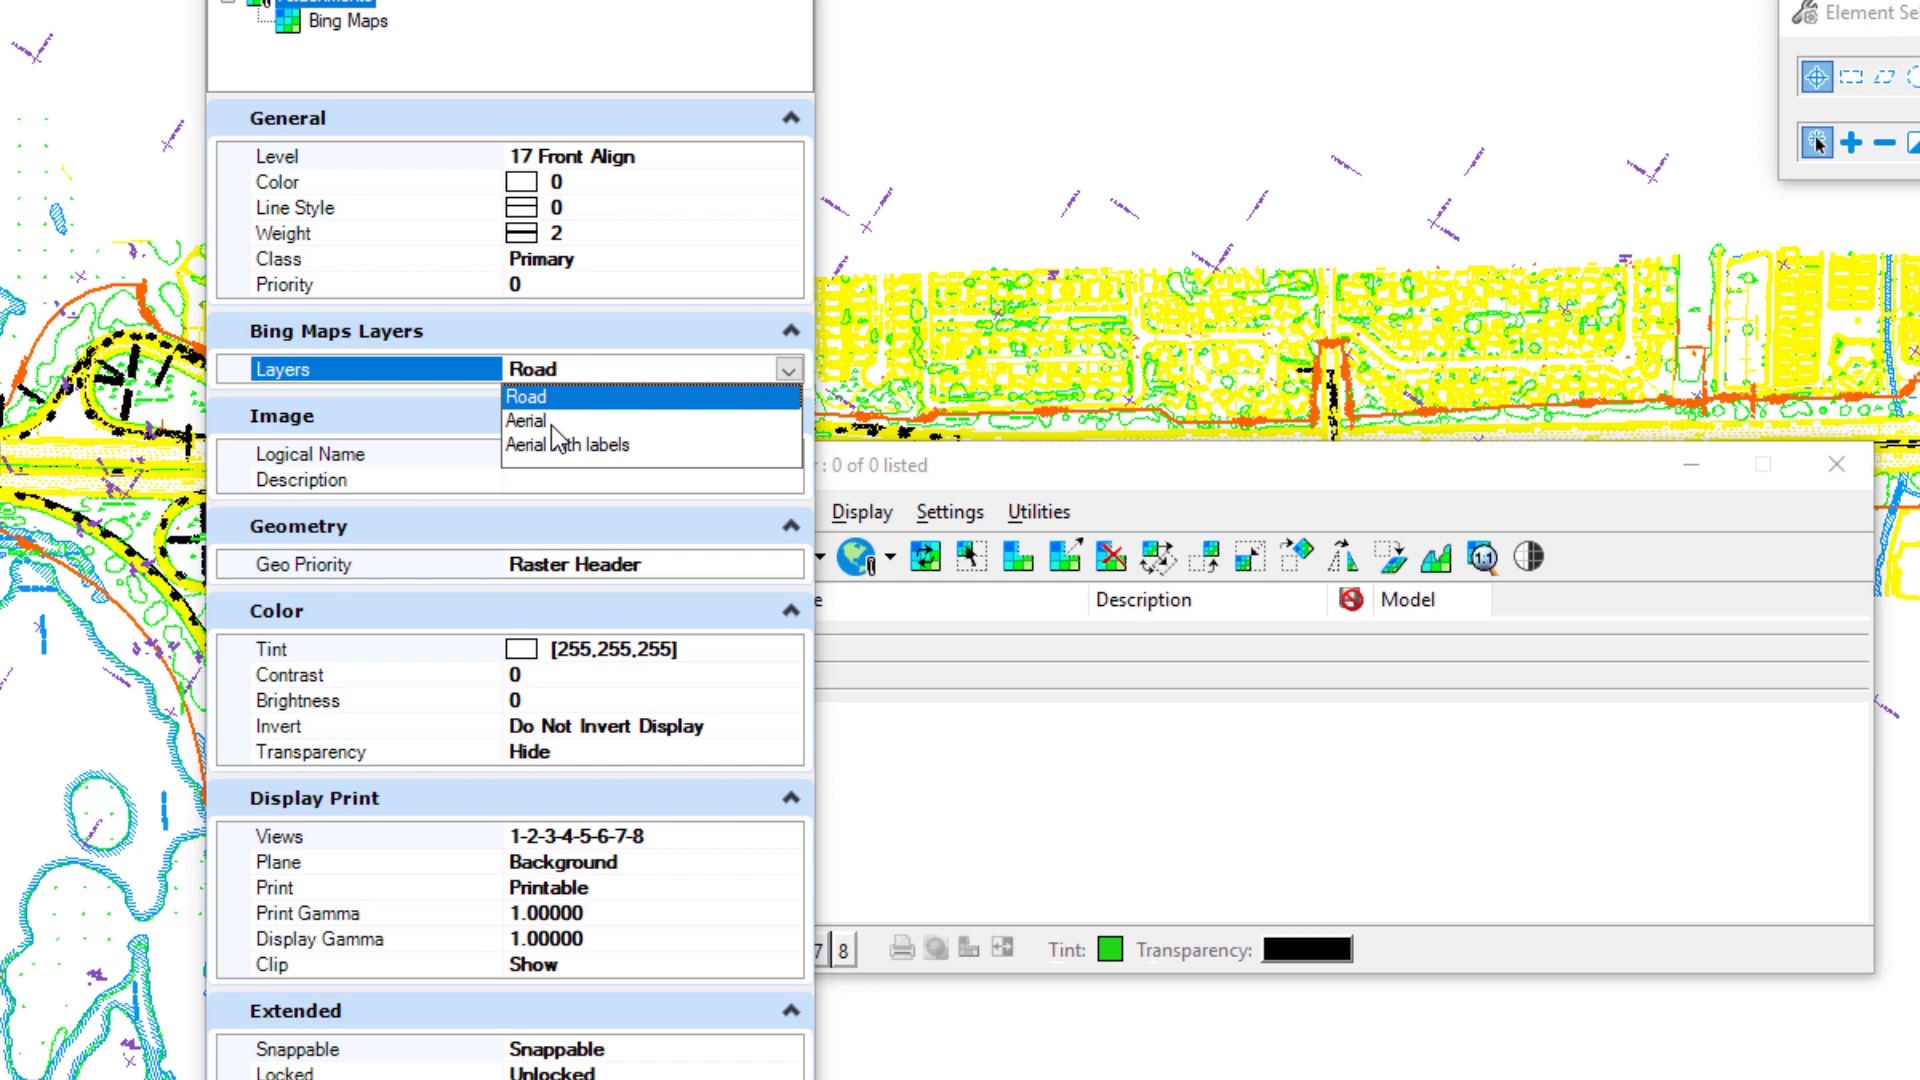 Bing Maps
Element Sel
General
Level 17 Front Align
Color 0
Line Style 0
Weight 2
Class Primary
Priority 0
Bing Maps Layers
Layers Road
Road
Aerial
Aerial labels
Image
Logical Name
Description
: 0 of 0 listed
Display Settings Utilities
Geometry
Geo Priority Raster Header
1:1
e Description Model
Color
Tint [255,255,255]
Contrast 0
Brightness 0
Invert Do Not Invert Display
Transparency Hide
Display Print
Views 1-2-3-4-5-6-7-8
Plane Background
Print Printable
Print Gamma 1.00000
Display Gamma 1.00000
Clip Show
7 8 Tint: Transparency:
Extended
Snappable Snappable
Locked Unlocked